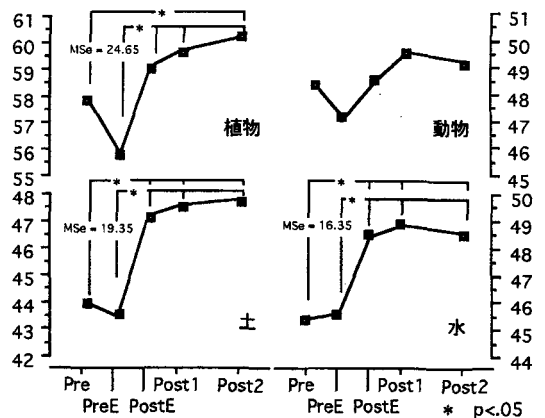 61
60
59
58
57
56
55
*
*
MSe = 24.65
植物
51
50
49
48
47
46
45
動物
48
47
46
45
44
43
42
*
*
MSe = 19.35
土
50
49
48
47
46
45
44
*
*
MSe = 16.35
水
Pre
PreE
PostE
Post1
Post2
Pre
PreE
PostE
Post1
Post2
* p<.05